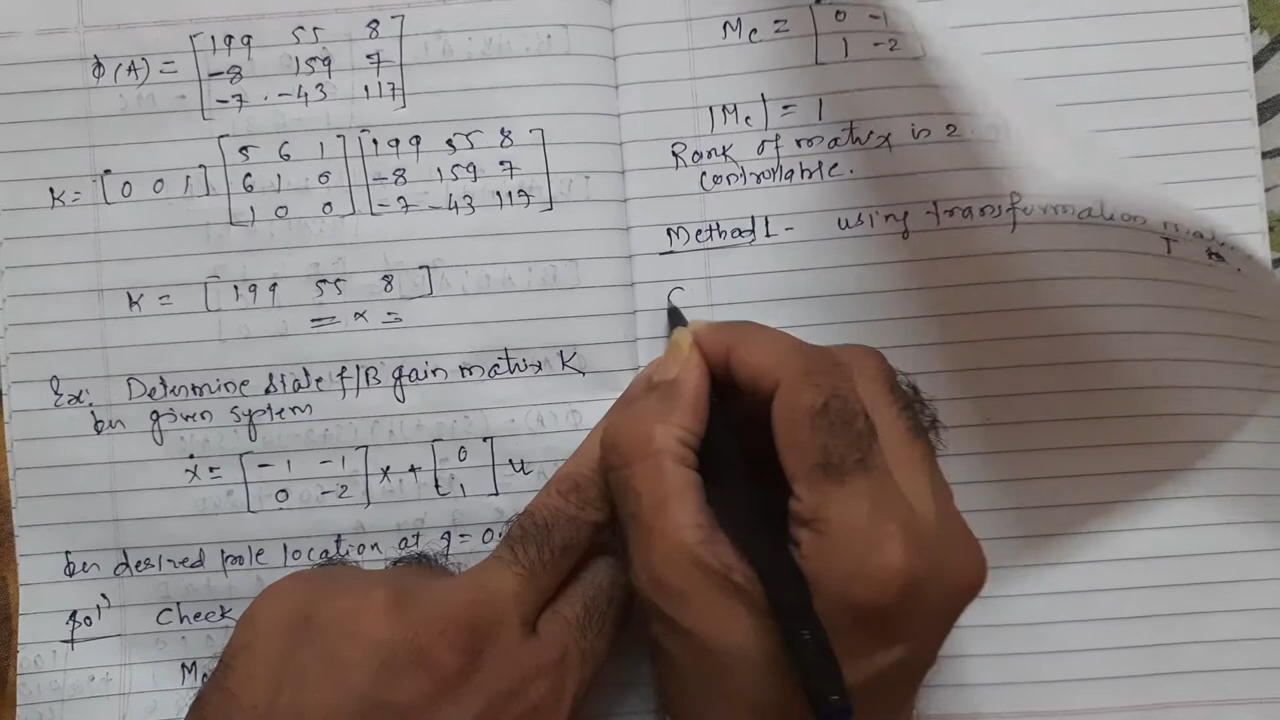 ϕ(A) = [199 55 8
-8 159 7
-7 -43 117]
K = [0 0 1] [5 6 1 [199 55 8
6 1 0 -8 159 7
1 0 0] -7 -43 117]
K = [199 55 8]
= x =
Ex: Determine state f/B gain matrix K,
for given system
ẋ = [-1 -1 x + [0 u
0 -2] 1]
for desired pole location at
Sol' Check
Mc = [0 -1
1 -2]
|Mc| = 1
Rank of matrix is 2.
Controllable.
Method 1 - using transformation
T